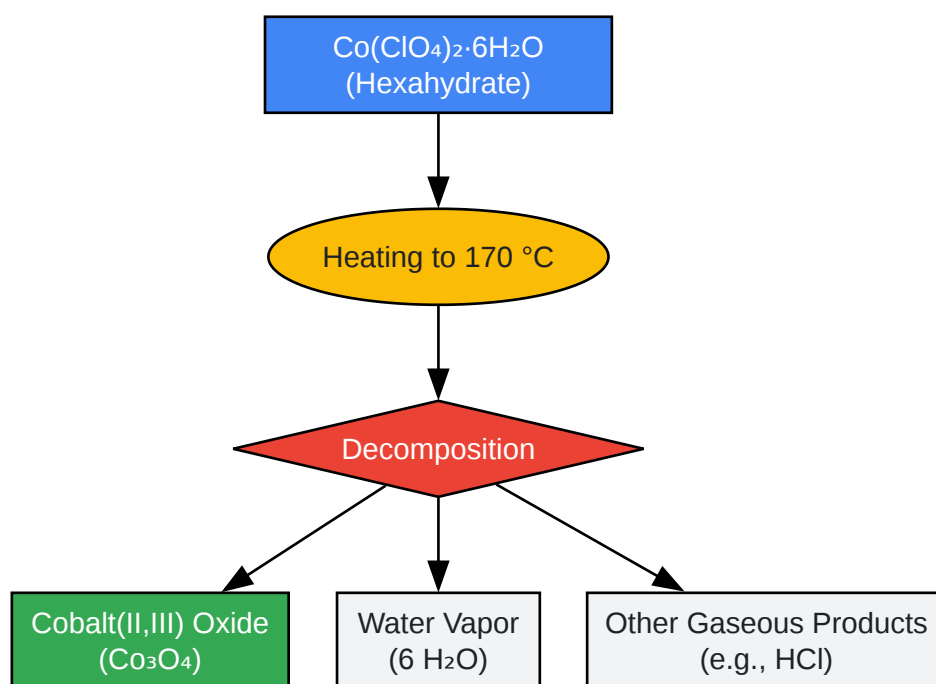 Co(ClO₄)₂·6H₂O
(Hexahydrate)
Heating to 170 °C
Decomposition
Cobalt(II,III) Oxide
(Co₃O₄)
Water Vapor
(6 H₂O)
Other Gaseous Products
(e.g., HCl)